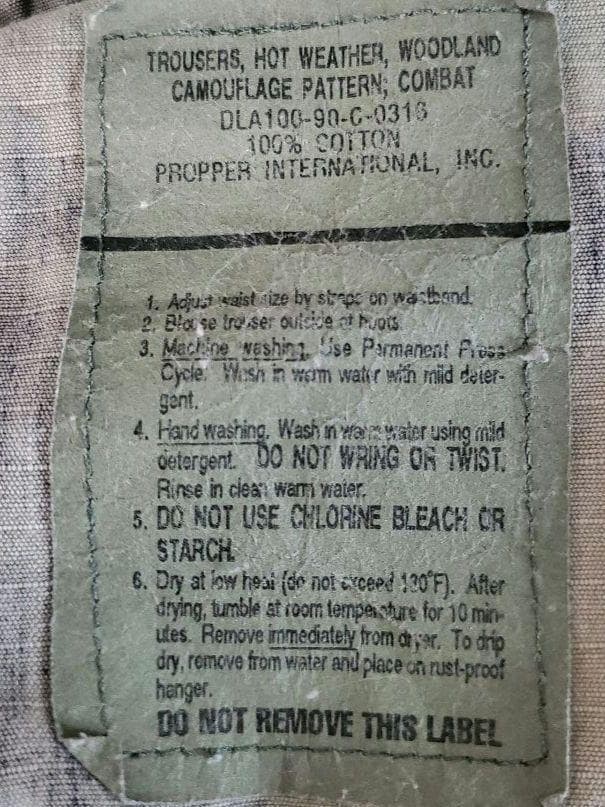 TROUSERS, HOT WEATHER, WOODLAND
CAMOUFLAGE PATTERN; COMBAT
DLA100-90-C-0316
100% COTTON
PROPPER INTERNATIONAL, INC.
1. Adjust waist size by straps on waistband.
2. Blouse trouser outside of boots.
3. Machine washing. Use Permanent Press
Cycle. Wash in warm water with mild deter-
gent.
4. Hand washing. Wash in warm water using mild
detergent. DO NOT WRING OR TWIST.
Rinse in clean warm water.
5. DO NOT USE CHLORINE BLEACH OR
STARCH.
6. Dry at low heat (do not exceed 130°F). After
drying, tumble at room temperature for 10 min-
utes. Remove immediately from dryer. To drip
dry, remove from water and place on rust-proof
hanger.
DO NOT REMOVE THIS LABEL